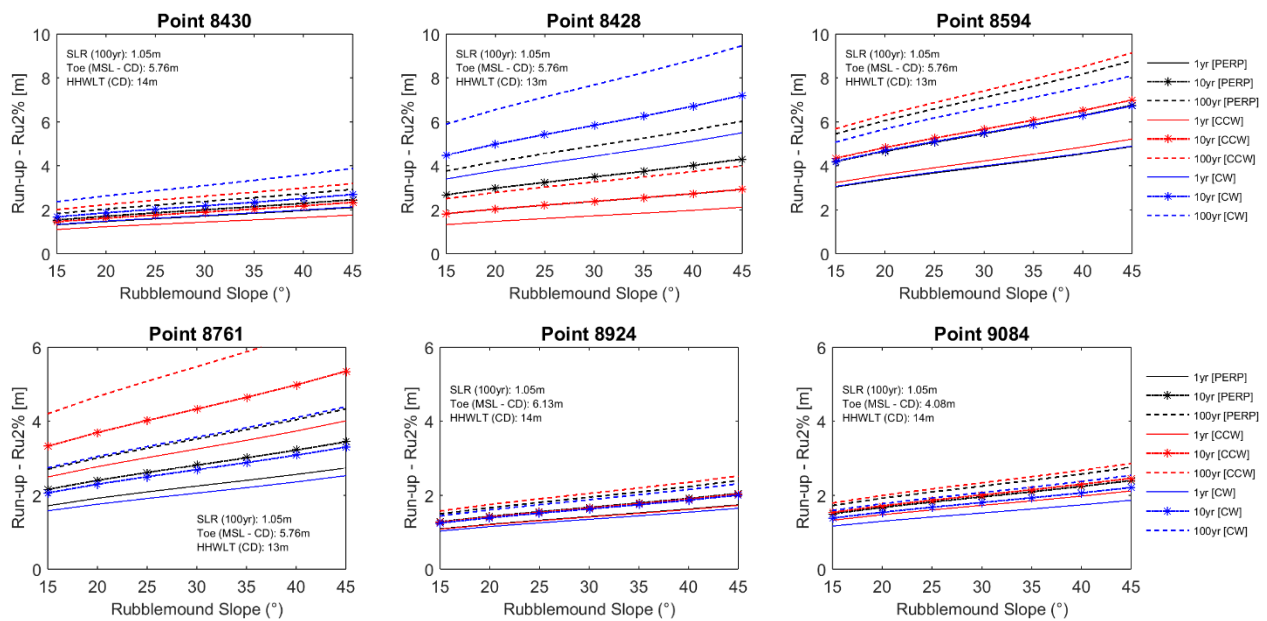 Point 8430
SLR (100yr): 1.05m
Toe (MSL - CD): 5.76m
HHWLT (CD): 14m
10
8
6
4
2
0
15 20 25 30 35 40 45
Run-up - Ru2% [m]
Rubblemound Slope (°)
Point 8428
SLR (100yr): 1.05m
Toe (MSL - CD): 5.76m
HHWLT (CD): 13m
10
8
6
4
2
0
15 20 25 30 35 40 45
Run-up - Ru2% [m]
Rubblemound Slope (°)
Point 8594
SLR (100yr): 1.05m
Toe (MSL - CD): 5.76m
HHWLT (CD): 13m
10
8
6
4
2
0
15 20 25 30 35 40 45
Run-up - Ru2% [m]
Rubblemound Slope (°)
1yr [PERP]
10yr [PERP]
100yr [PERP]
1yr [CCW]
10yr [CCW]
100yr [CCW]
1yr [CW]
10yr [CW]
100yr [CW]
Point 8761
6
4
2
0
15 20 25 30 35 40 45
Run-up - Ru2% [m]
SLR (100yr): 1.05m
Toe (MSL - CD): 5.76m
HHWLT (CD): 13m
Rubblemound Slope (°)
Point 8924
SLR (100yr): 1.05m
Toe (MSL - CD): 6.13m
HHWLT (CD): 14m
6
4
2
0
15 20 25 30 35 40 45
Run-up - Ru2% [m]
Rubblemound Slope (°)
Point 9084
SLR (100yr): 1.05m
Toe (MSL - CD): 4.08m
HHWLT (CD): 14m
6
4
2
0
15 20 25 30 35 40 45
Run-up - Ru2% [m]
Rubblemound Slope (°)
1yr [PERP]
10yr [PERP]
100yr [PERP]
1yr [CCW]
10yr [CCW]
100yr [CCW]
1yr [CW]
10yr [CW]
100yr [CW]